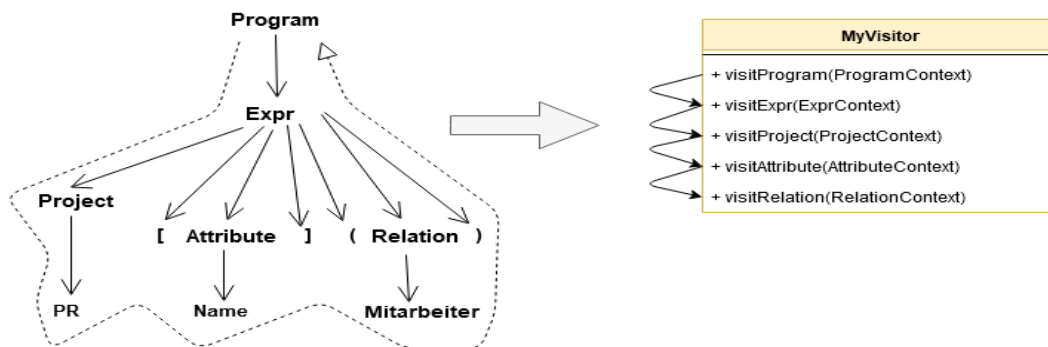 Program
Expr
Project
[ Attribute ] ( Relation )
PR Name Mitarbeiter
MyVisitor
+ visitProgram(ProgramContext)
+ visitExpr(ExprContext)
+ visitProject(ProjectContext)
+ visitAttribute(AttributeContext)
+ visitRelation(RelationContext)